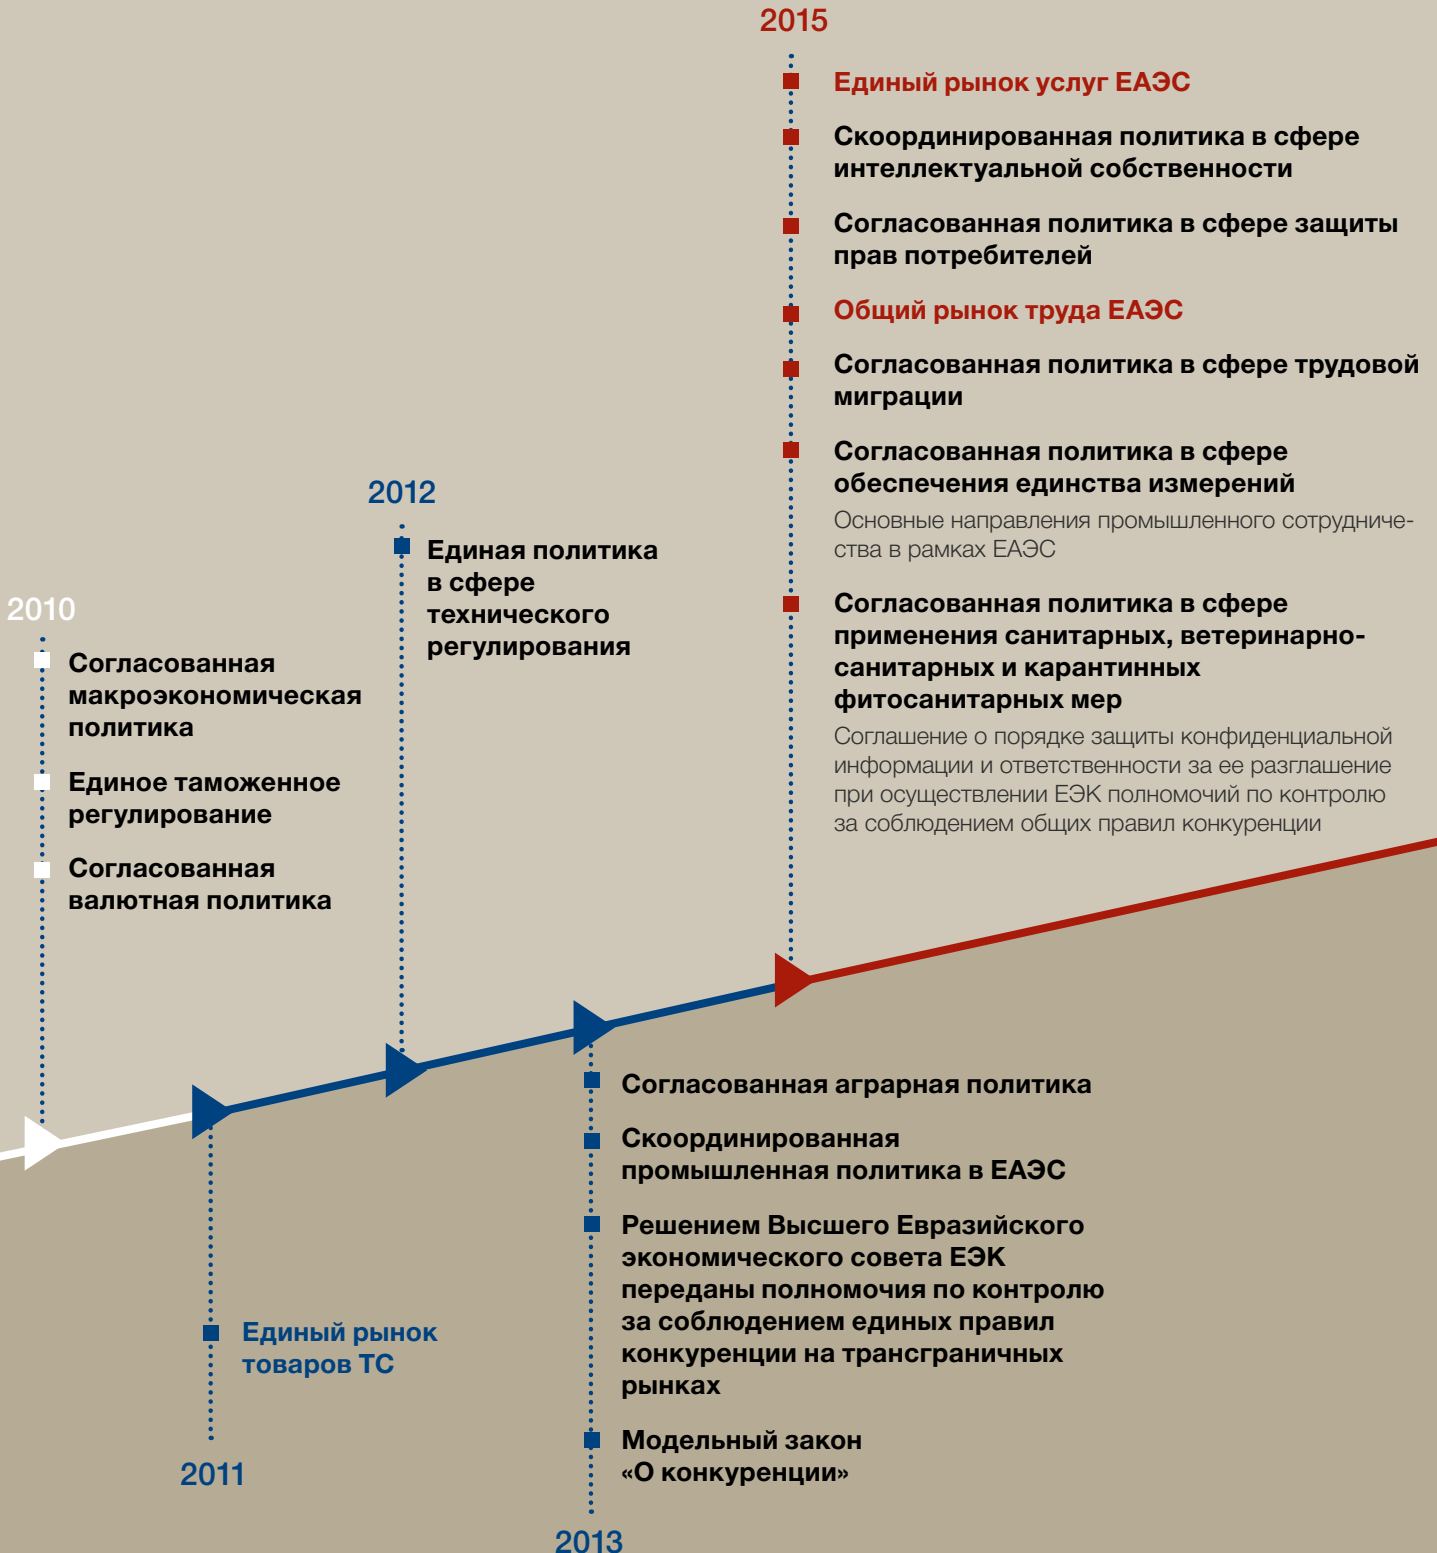 2015
Единый рынок услуг ЕАЭС
Скоординированная политика в сфере
интеллектуальной собственности
Согласованная политика в сфере защиты
прав потребителей
Общий рынок труда ЕАЭС
Согласованная политика в сфере трудовой
миграции
Согласованная политика в сфере
обеспечения единства измерений
Основные направления промышленного сотрудниче-
ства в рамках ЕАЭС
Согласованная политика в сфере
применения санитарных, ветеринарно-
санитарных и карантинных
фитосанитарных мер
Соглашение о порядке защиты конфиденциальной
информации и ответственности за ее разглашение
при осуществлении ЕЭК полномочий по контролю
за соблюдением общих правил конкуренции
2012
Единая политика
в сфере
технического
регулирования
2010
Согласованная
макроэкономическая
политика
Единое таможенное
регулирование
Согласованная
валютная политика
Единый рынок
товаров ТС
2011
Согласованная аграрная политика
Скоординированная
промышленная политика в ЕАЭС
Решением Высшего Евразийского
экономического совета ЕЭК
переданы полномочия по контролю
за соблюдением единых правил
конкуренции на трансграничных
рынках
Модельный закон
«О конкуренции»
2013